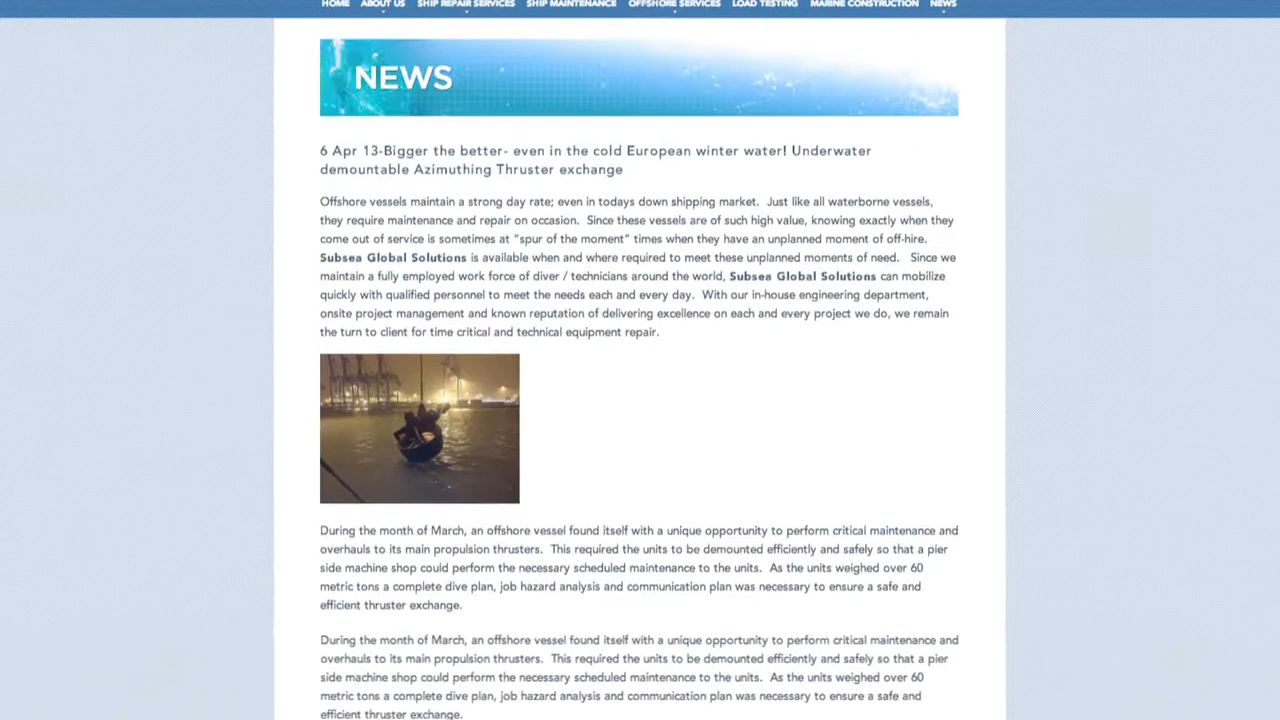 HOME ABOUT US SHIP REPAIR SERVICES SHIP MAINTENANCE OFFSHORE SERVICES LOAD TESTING MARINE CONSTRUCTION NEWS
NEWS
6 Apr 13-Bigger the better- even in the cold European winter water! Underwater
demountable Azimuthing Thruster exchange
Offshore vessels maintain a strong day rate; even in todays down shipping market. Just like all waterborne vessels,
they require maintenance and repair on occasion. Since these vessels are of such high value, knowing exactly when they
come out of service is sometimes at "spur of the moment" times when they have an unplanned moment of off-hire.
Subsea Global Solutions is available when and where required to meet these unplanned moments of need. Since we
maintain a fully employed work force of diver / technicians around the world, Subsea Global Solutions can mobilize
quickly with qualified personnel to meet the needs each and every day. With our in-house engineering department,
onsite project management and known reputation of delivering excellence on each and every project we do, we remain
the turn to client for time critical and technical equipment repair.
During the month of March, an offshore vessel found itself with a unique opportunity to perform critical maintenance and
overhauls to its main propulsion thrusters. This required the units to be demounted efficiently and safely so that a pier
side machine shop could perform the necessary scheduled maintenance to the units. As the units weighed over 60
metric tons a complete dive plan, job hazard analysis and communication plan was necessary to ensure a safe and
efficient thruster exchange.
During the month of March, an offshore vessel found itself with a unique opportunity to perform critical maintenance and
overhauls to its main propulsion thrusters. This required the units to be demounted efficiently and safely so that a pier
side machine shop could perform the necessary scheduled maintenance to the units. As the units weighed over 60
metric tons a complete dive plan, job hazard analysis and communication plan was necessary to ensure a safe and
efficient thruster exchange.